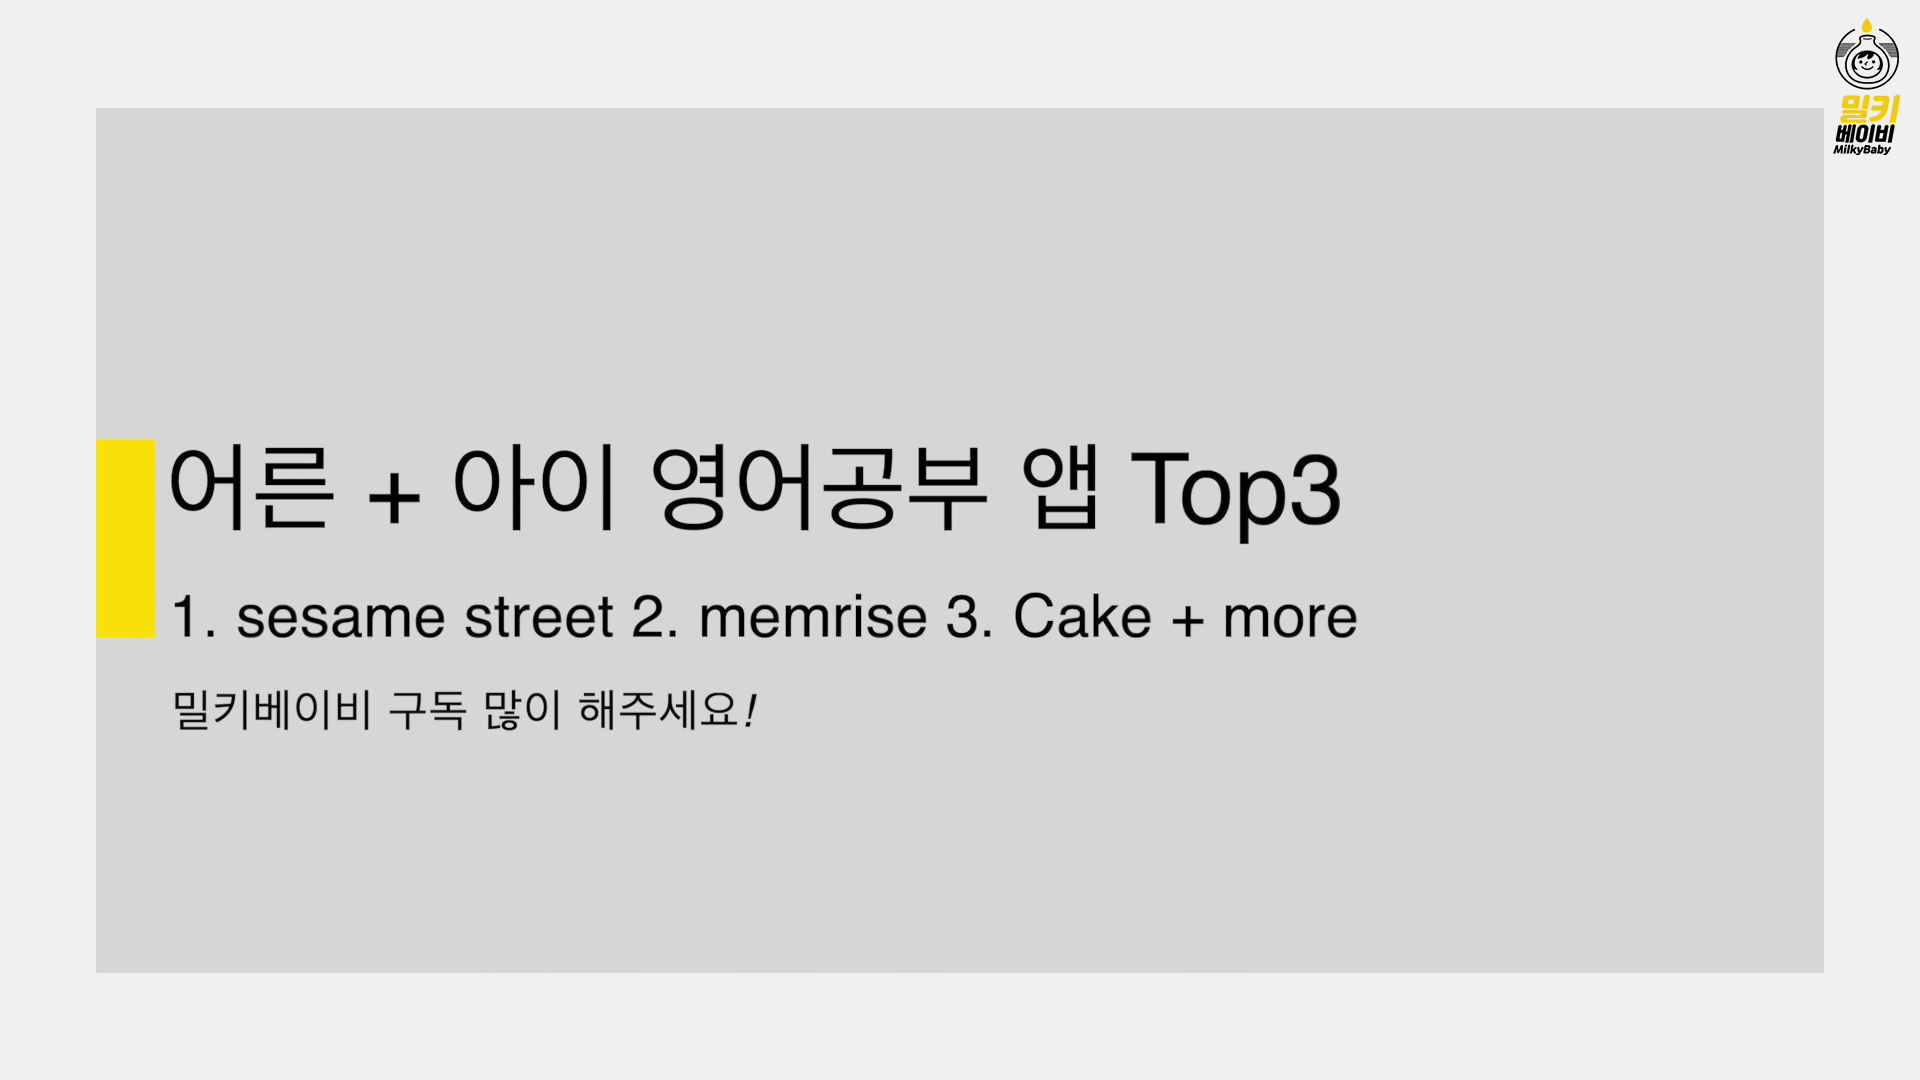 밀키
베이비
MilkyBaby
어른 + 아이 영어공부 앱 Top3
1. sesame street 2. memrise 3. Cake + more
밀키베이비 구독 많이 해주세요!